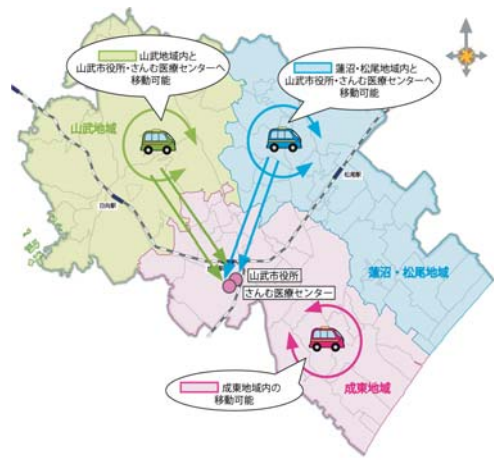 山武地域内と
山武市役所・さんむ医療センターへ
移動可能
蓮沼・松尾地域内と
山武市役所・さんむ医療センターへ
移動可能
山武地域
松尾駅
日向駅
蓮沼・松尾地域
山武市役所
さんむ医療センター
成東地域
成東地域内の
移動可能